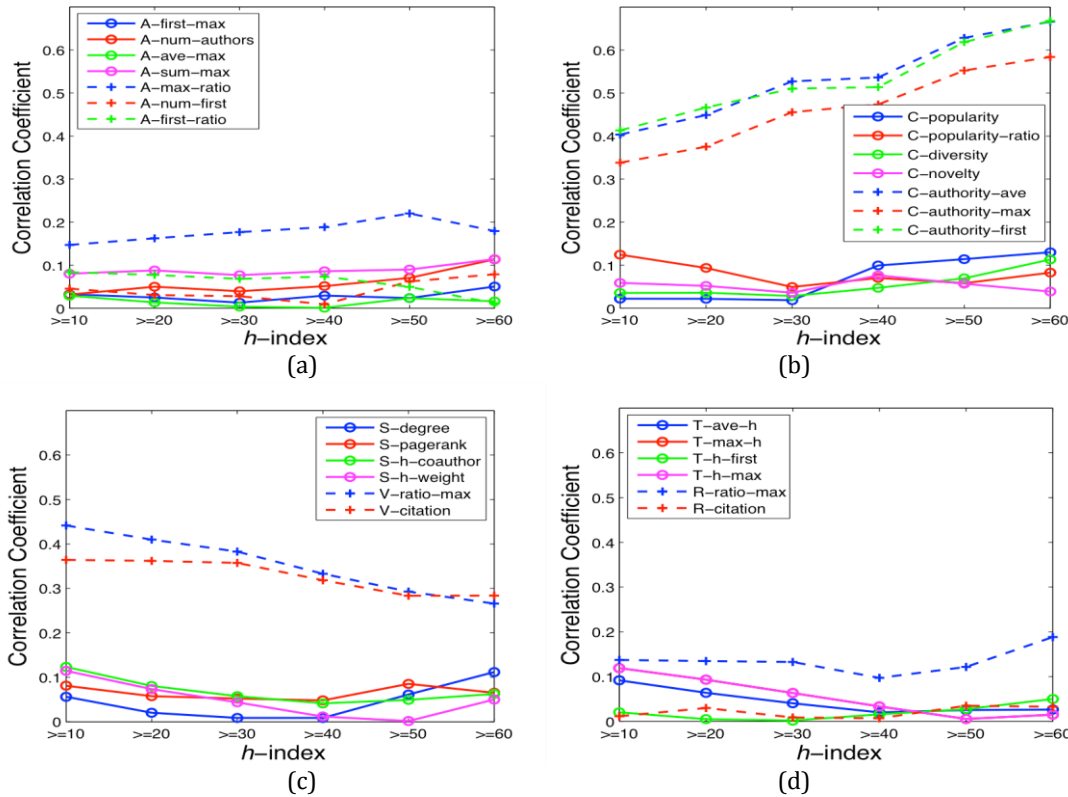 A-first-max
A-num-authors
A-ave-max
A-sum-max
A-max-ratio
A-num-first
A-first-ratio
Correlation Coefficient
0.6
0.5
0.4
0.3
0.2
0.1
0
>=10 >=20 >=30 >=40 >=50 >=60
h-index
(a)
C-popularity
C-popularity-ratio
C-diversity
C-novelty
C-authority-ave
C-authority-max
C-authority-first
Correlation Coefficient
0.6
0.5
0.4
0.3
0.2
0.1
0
>=10 >=20 >=30 >=40 >=50 >=60
h-index
(b)
S-degree
S-pagerank
S-h-coauthor
S-h-weight
V-ratio-max
V-citation
Correlation Coefficient
0.6
0.5
0.4
0.3
0.2
0.1
0
>=10 >=20 >=30 >=40 >=50 >=60
h-index
(c)
T-ave-h
T-max-h
T-h-first
T-h-max
R-ratio-max
R-citation
Correlation Coefficient
0.6
0.5
0.4
0.3
0.2
0.1
0
>=10 >=20 >=30 >=40 >=50 >=60
h-index
(d)